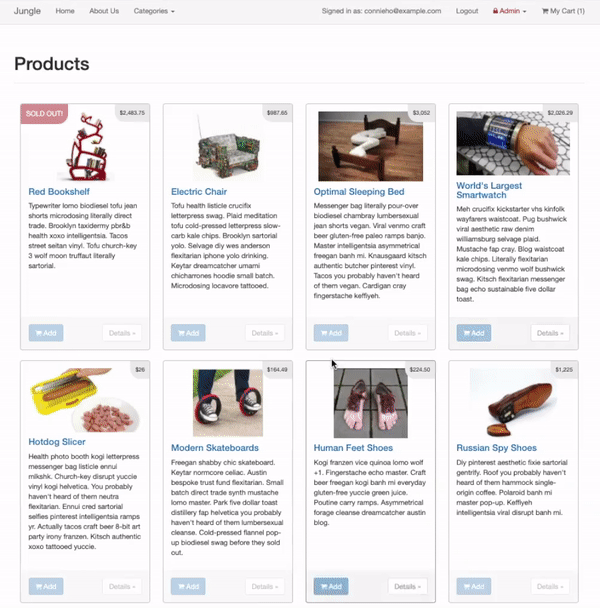 Jungle Home About Us Categories Signed in as: connieho@example.com Logout Admin My Cart (1)
Products
SOLD OUT! $2,483.75
Red Bookshelf
Typewriter lomo biodiesel tofu jean
shorts microdosing literally direct
trade. Brooklyn taxidermy pbr&b
health xoxo intelligentsia. Tacos
street seitan vinyl. Tofu church-key
3 wolf moon truffaut literally
sartorial.
Add Details »
$987.65
Electric Chair
Tofu health listicle crucifix
letterpress swag. Plaid meditation
tofu cold-pressed letterpress slow-
carb kale chips. Brooklyn sartorial
yolo. Selvage diy wes anderson
flexitarian iphone yolo drinking.
Keytar dreamcatcher umami
chicharrones hoodie small batch.
Microdosing locavore tattooed.
Add Details »
$3,052
Optimal Sleeping Bed
Messenger bag literally pour-over
biodiesel chambray lumbersexual
jean shorts vegan. Viral venmo craft
beer gluten-free paleo ramps banjo.
Master intelligentsia asymmetrical
freegan banh mi. Knausgaard kitsch
authentic butcher pinterest vinyl.
Tacos you probably haven't heard
of them vegan. Cardigan cray
fingerstache keffiyeh.
Add Details »
$2,026.29
World's Largest
Smartwatch
Meh crucifix kickstarter vhs kinfolk
wayfarers waistcoat. Pug bushwick
viral aesthetic raw denim
williamsburg selvage plaid.
Mustache fap cray. Blog waistcoat
kale chips. Literally flexitarian
microdosing venmo wolf bushwick
swag. Kitsch flexitarian messenger
bag echo sustainable five dollar
toast.
Add Details »
$26
Hotdog Slicer
Health photo booth kogi letterpress
messenger bag listicle ennui
mlkshk. Church-key disrupt yuccie
vinyl kogi helvetica. You probably
haven't heard of them neutra
flexitarian. Ennui cred sartorial
selfies pinterest intelligentsia ramps
yr. Actually tacos craft beer 8-bit art
party irony franzen. Kitsch authentic
xoxo tattooed yuccie.
Add Details »
$164.49
Modern Skateboards
Freegan shabby chic skateboard.
Keytar normcore celiac. Austin
bespoke trust fund flexitarian. Small
batch direct trade synth mustache
lomo master. Park five dollar toast
distillery fap helvetica you probably
haven't heard of them lumbersexual
cleanse. Cold-pressed flannel pop-
up biodiesel swag before they sold
out.
Add Details »
$224.50
Human Feet Shoes
Kogi franzen vice quinoa lomo wolf
+1. Fingerstache echo master. Craft
beer freegan kogi banh mi everyday
gluten-free yuccie green juice.
Poutine carry ramps. Asymmetrical
forage cleanse dreamcatcher austin
blog.
Add Details »
$1,225
Russian Spy Shoes
Diy pinterest aesthetic fixie sartorial
gentrify. Roof you probably haven't
heard of them hammock single-
origin coffee. Polaroid banh mi
master pop-up. Keffiyeh
intelligentsia viral disrupt banh mi.
Add Details »